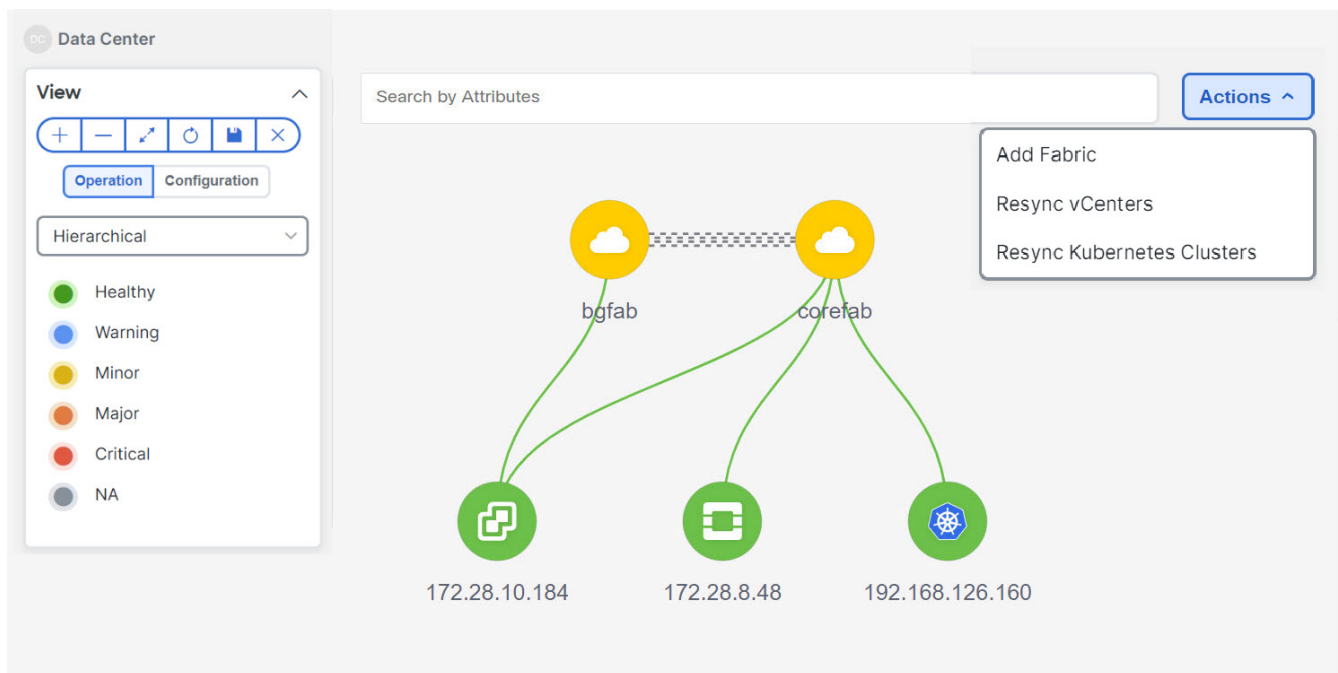 DC Data Center
View
Search by Attributes
Actions
Operation Configuration
Hierarchical
Healthy
Warning
Minor
Major
Critical
NA
Add Fabric
Resync vCenters
Resync Kubernetes Clusters
bgfab
corefab
172.28.10.184
172.28.8.48
192.168.126.160